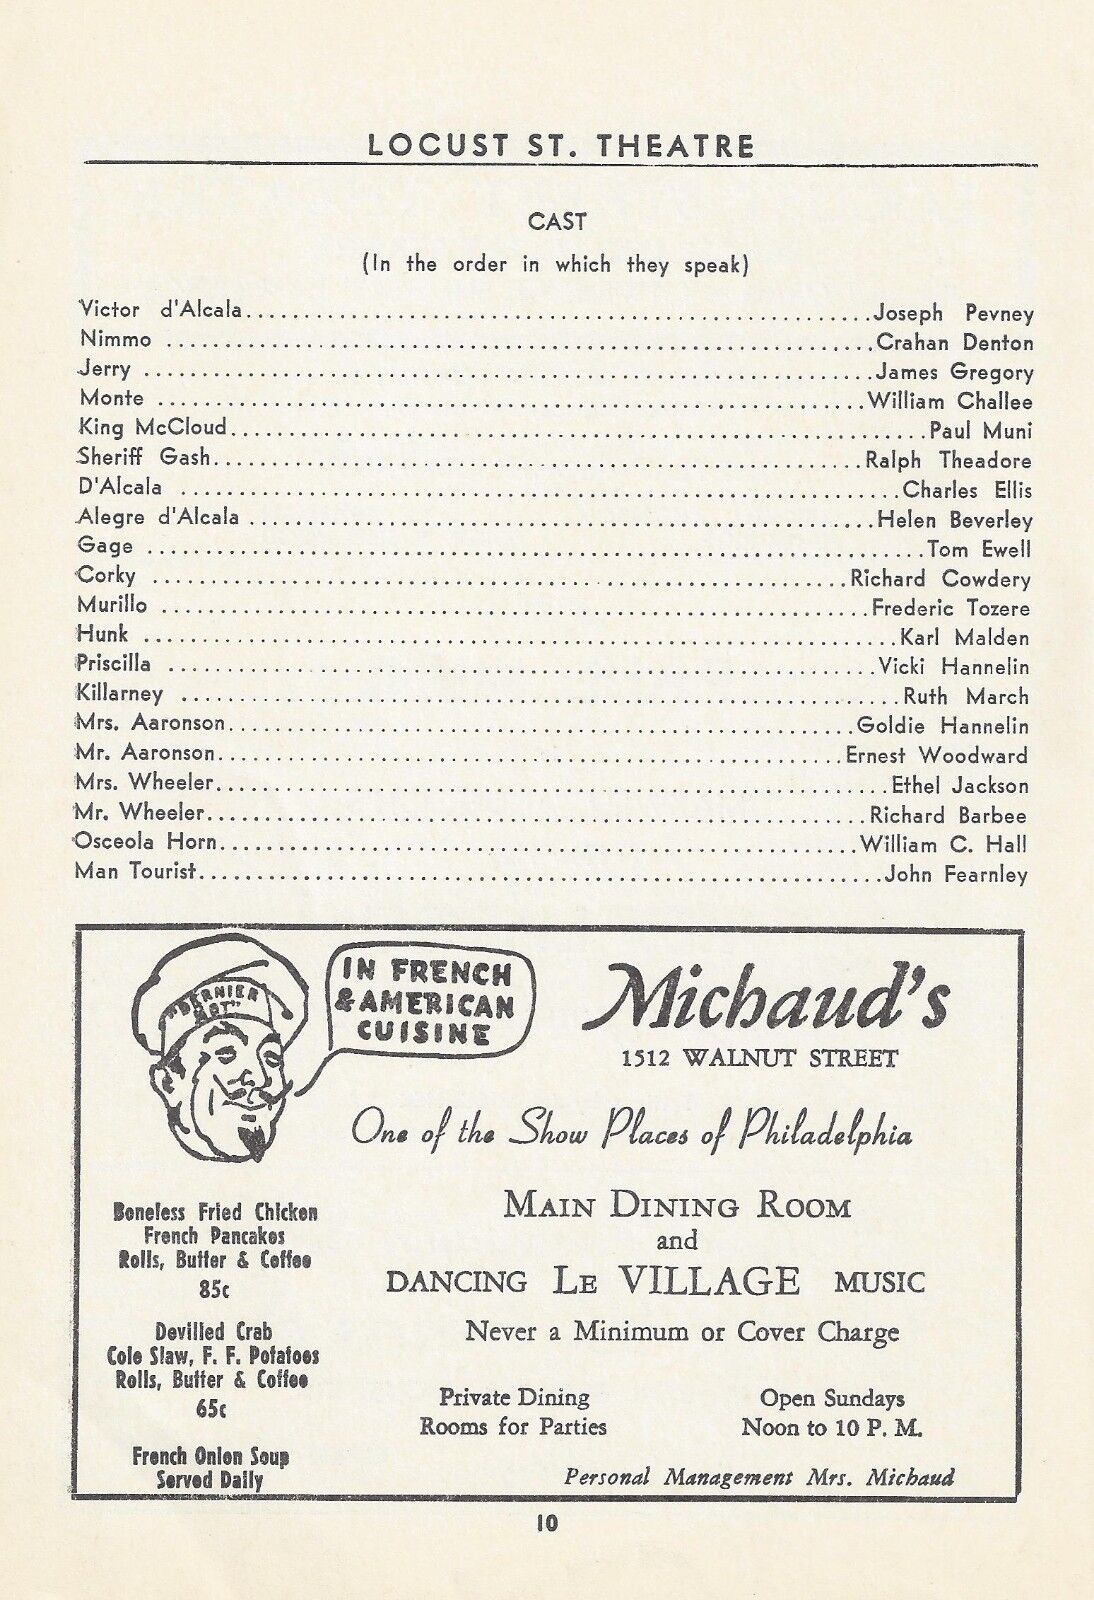 LOCUST ST. THEATRE
CAST
(In the order in which they speak)
Victor d'Alcala........................................................Joseph Pevney
Nimmo ..............................................................Crahan Denton
Jerry ................................................................James Gregory
Monte ..............................................................William Challee
King McCloud..............................................................Paul Muni
Sheriff Gash.........................................................Ralph Theadore
D'Alcala ...............................................................Charles Ellis
Alegre d'Alcala .......................................................Helen Beverley
Gage ....................................................................Tom Ewell
Corky ............................................................Richard Cowdery
Murillo ..............................................................Frederic Tozere
Hunk ..................................................................Karl Malden
Priscilla ..............................................................Vicki Hannelin
Killarney ...............................................................Ruth March
Mrs. Aaronson.......................................................Goldie Hannelin
Mr. Aaronson.......................................................Ernest Woodward
Mrs. Wheeler...........................................................Ethel Jackson
Mr. Wheeler..........................................................Richard Barbee
Osceola Horn........................................................William C. Hall
Man Tourist............................................................John Fearnley
"DERNIER
MOT"
IN FRENCH
& AMERICAN
CUISINE
Michaud's
1512 WALNUT STREET
One of the Show Places of Philadelphia
MAIN DINING ROOM
and
DANCING LE VILLAGE MUSIC
Never a Minimum or Cover Charge
Private Dining
Rooms for Parties
Open Sundays
Noon to 10 P. M.
Personal Management Mrs. Michaud
Boneless Fried Chicken
French Pancakes
Rolls, Butter & Coffee
85c
Devilled Crab
Cole Slaw, F. F. Potatoes
Rolls, Butter & Coffee
65c
French Onion Soup
Served Daily
10